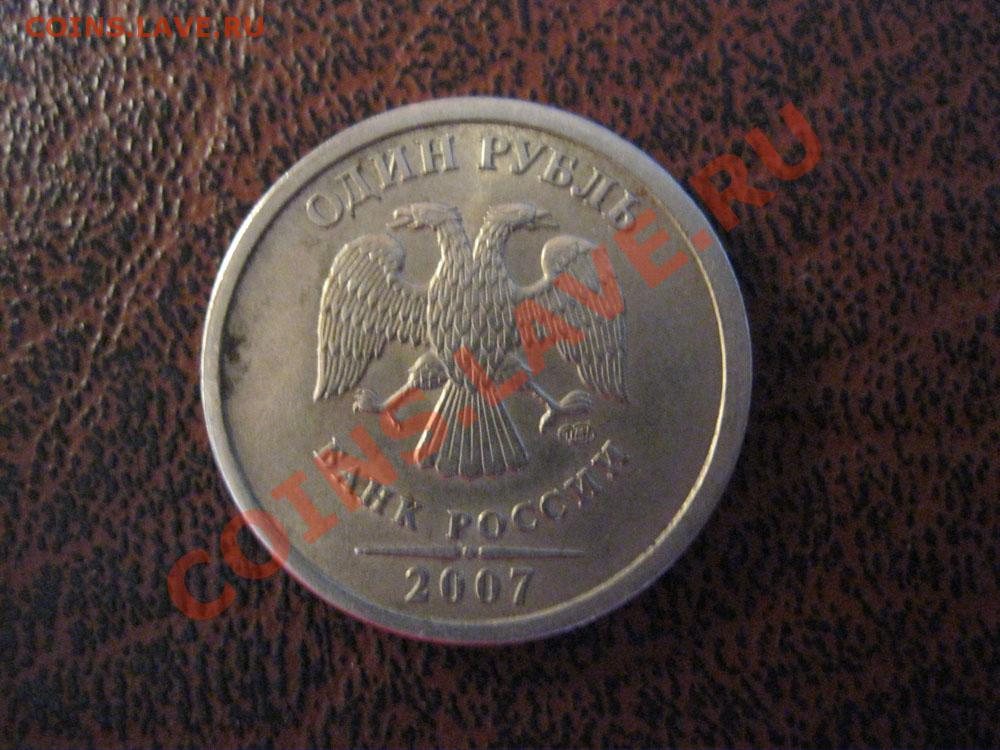 COINS.LAVE.RU
ОДИН РУБЛЬ
COINS.LAVE.RU
БАНК РОССИИ
2007